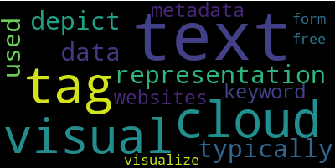 metadata form
depict text free
used data
tag representation
websites keyword
visual cloud
typically
visualize